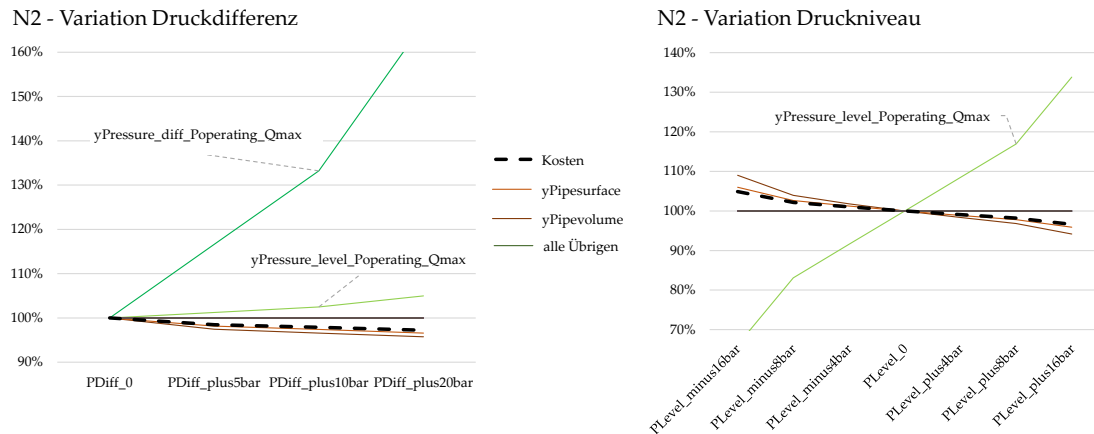 N2 - Variation Druckdifferenz
160%
150%
140%
130%
120%
110%
100%
90%
yPressure_diff_Poperating_Qmax
yPressure_level_Poperating_Qmax
PDiff_0
PDiff_plus5bar
PDiff_plus10bar
PDiff_plus20bar
Kosten
yPipesurface
yPipevolume
alle Übrigen
N2 - Variation Druckniveau
140%
130%
120%
110%
100%
90%
80%
70%
yPressure_level_Poperating_Qmax
PLevel_minus16bar
PLevel_minus8bar
PLevel_minus4bar
PLevel_0
PLevel_plus4bar
PLevel_plus8bar
PLevel_plus16bar